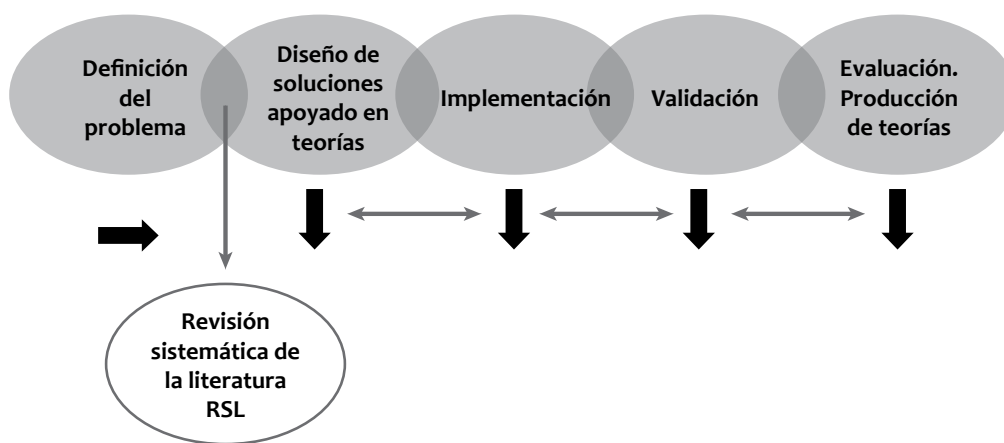 Definición
del
problema
Diseño de
soluciones
apoyado en
teorías
Implementación
Validación
Evaluación.
Producción
de teorías
Revisión
sistemática de
la literatura
RSL